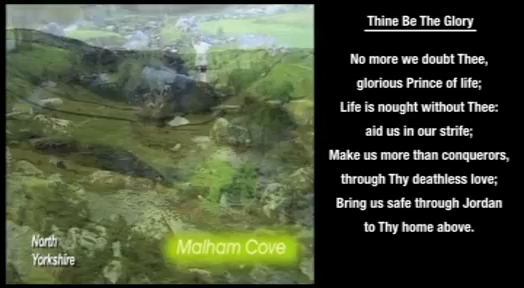 Thine Be The Glory
No more we doubt Thee,
glorious Prince of life;
Life is nought without Thee:
aid us in our strife;
Make us more than conquerors,
through Thy deathless love;
Bring us safe through Jordan
to Thy home above.
North
Yorkshire
Malham Cove